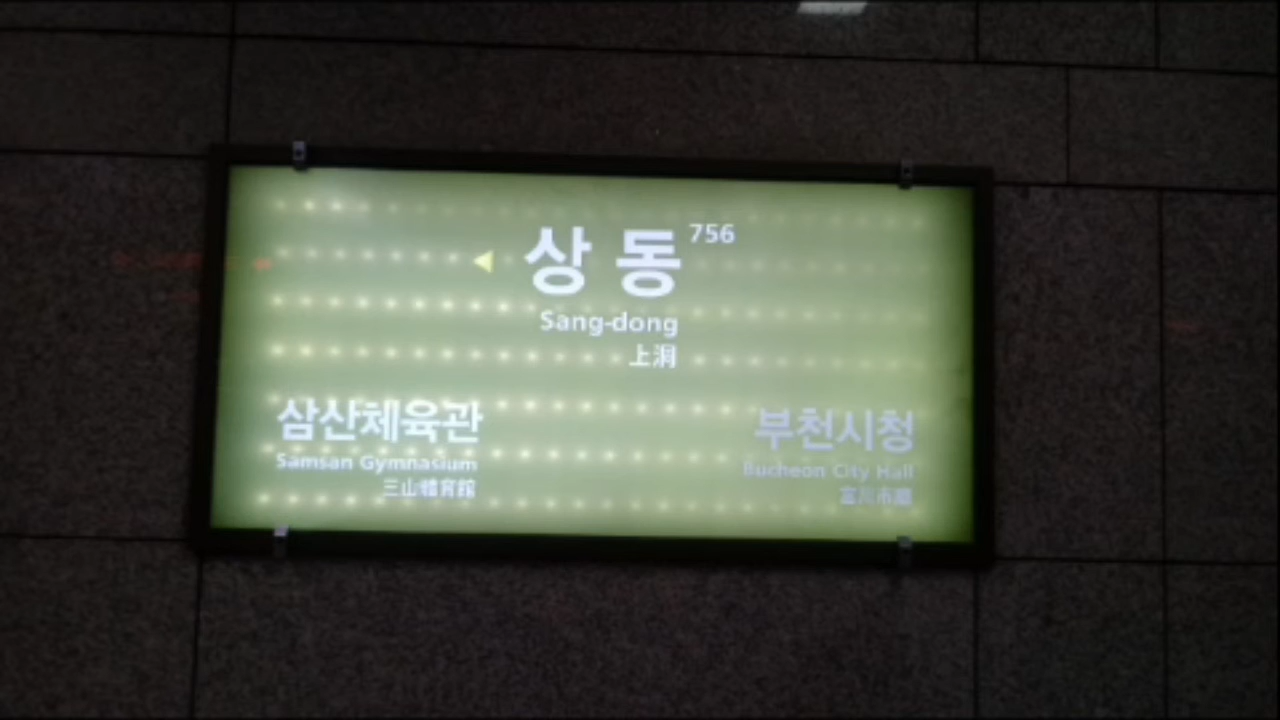 상동 756
Sang-dong
上洞
삼산체육관
Samsan Gymnasium
三山體育館
부천시청
Bucheon City Hall
富川市廳